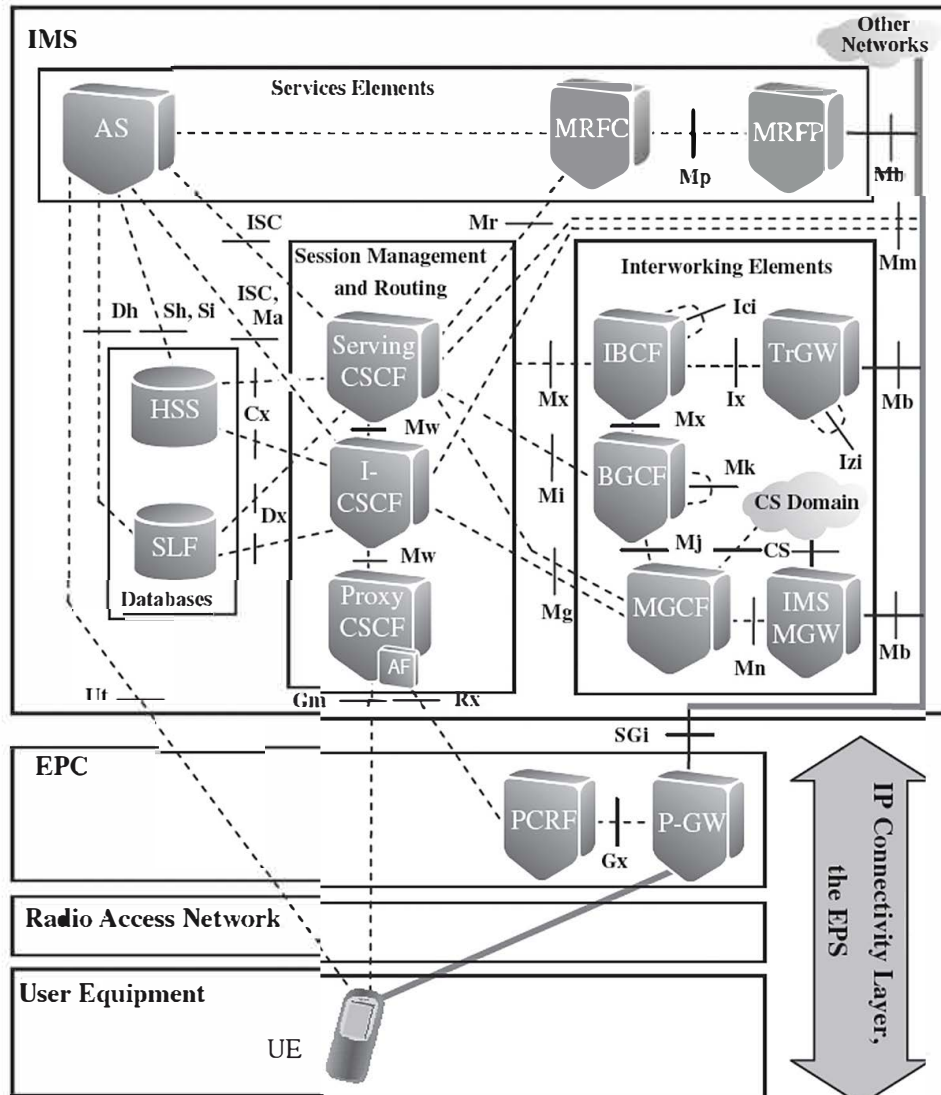 IMS
Other
Networks
Services Elements
AS
MRFC
MRFP
Mp
Mb
ISC
Mr
Mm
Session Management
and Routing
Interworking Elements
ISC,
Ma
Dh
Sh, Si
Ici
Serving
CSCF
IBCF
TrGW
HSS
Cx
Mx
Ix
Mb
Mw
Mx
Izi
I-
CSCF
BGCF
Mk
CS Domain
Mi
Dx
SLF
Mj
CS
Mw
Databases
Proxy
CSCF
AF
Mg
MGCF
IMS
MGW
Mn
Mb
Ut
Gm
Rx
SGi
EPC
PCRF
P-GW
Gx
IP Connectivity Layer,
the EPS
Radio Access Network
User Equipment
UE